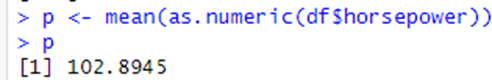 > p <- mean(as.numeric(df$horsepower))
> p
[1] 102.8945